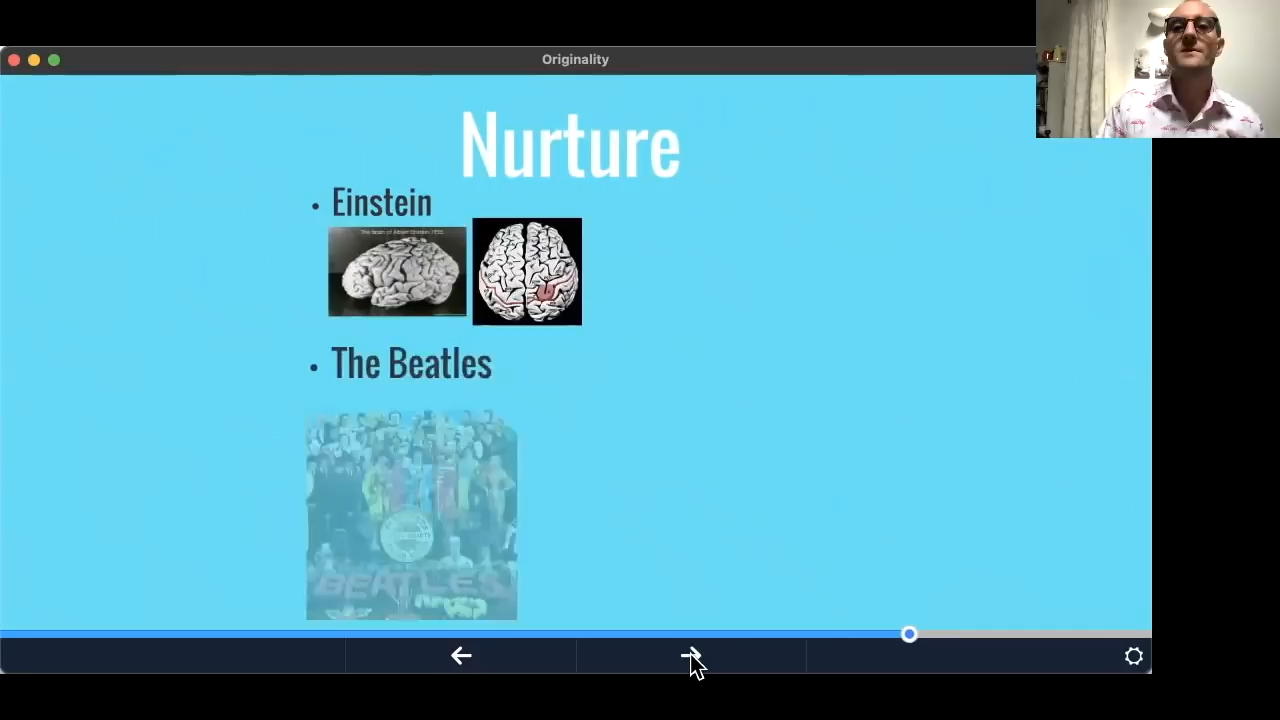 Originality
Nurture
• Einstein
The Brain of Albert Einstein 1955
• The Beatles
BEATLES